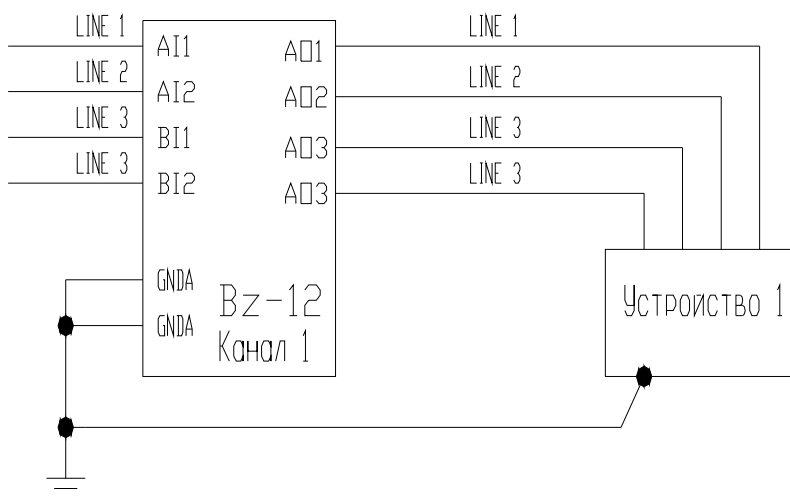 LINE 1
LINE 2
LINE 3
LINE 3
AI1
AI2
BI1
BI2
GNDA
GNDA
AO1
AO2
AO3
AO3
Bz-12
Канал 1
LINE 1
LINE 2
LINE 3
LINE 3
Устройство 1